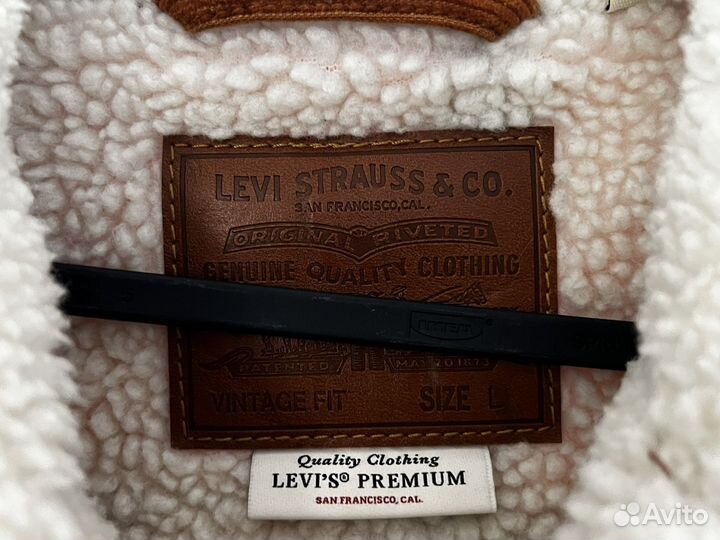 LEVI STRAUSS & CO.
SAN FRANCISCO, CAL.
ORIGINAL RIVETED
GENUINE QUALITY CLOTHING
PATENTED MAY 20 1873
VINTAGE FIT SIZE L
Quality Clothing
LEVI'S® PREMIUM
SAN FRANCISCO, CAL.
Avito